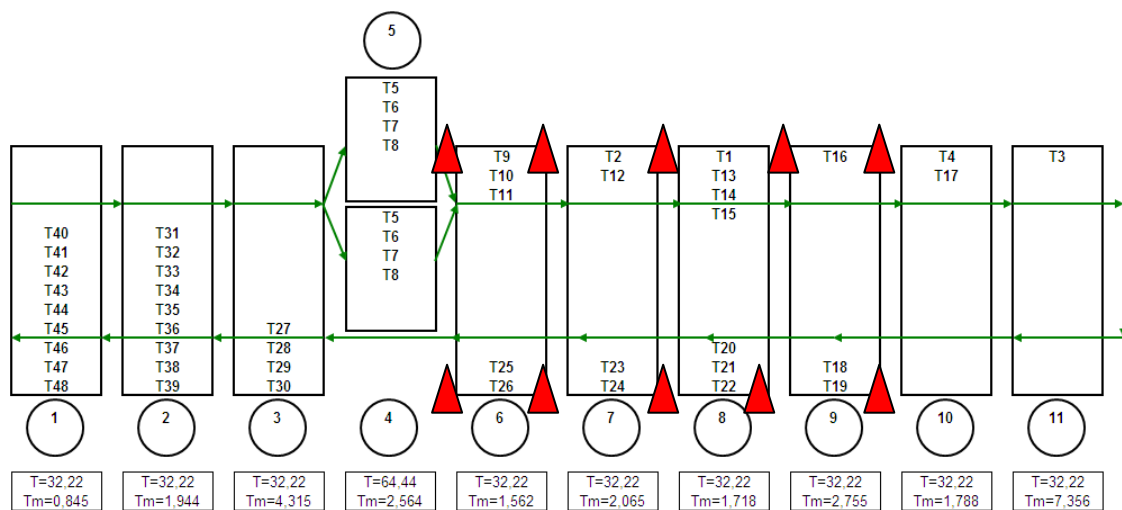 5
T5
T6
T7
T8
T5
T6
T7
T8
T40
T41
T42
T43
T44
T45
T46
T47
T48
T31
T32
T33
T34
T35
T36
T37
T38
T39
T27
T28
T29
T30
T9
T10
T11
T25
T26
T2
T12
T23
T24
T1
T13
T14
T15
T20
T21
T22
T16
T18
T19
T4
T17
T3
1
2
3
4
6
7
8
9
10
11
T=32,22
Tm=0,845
T=32,22
Tm=1,944
T=32,22
Tm=4,315
T=64,44
Tm=2,564
T=32,22
Tm=1,562
T=32,22
Tm=2,065
T=32,22
Tm=1,718
T=32,22
Tm=2,755
T=32,22
Tm=1,788
T=32,22
Tm=7,356